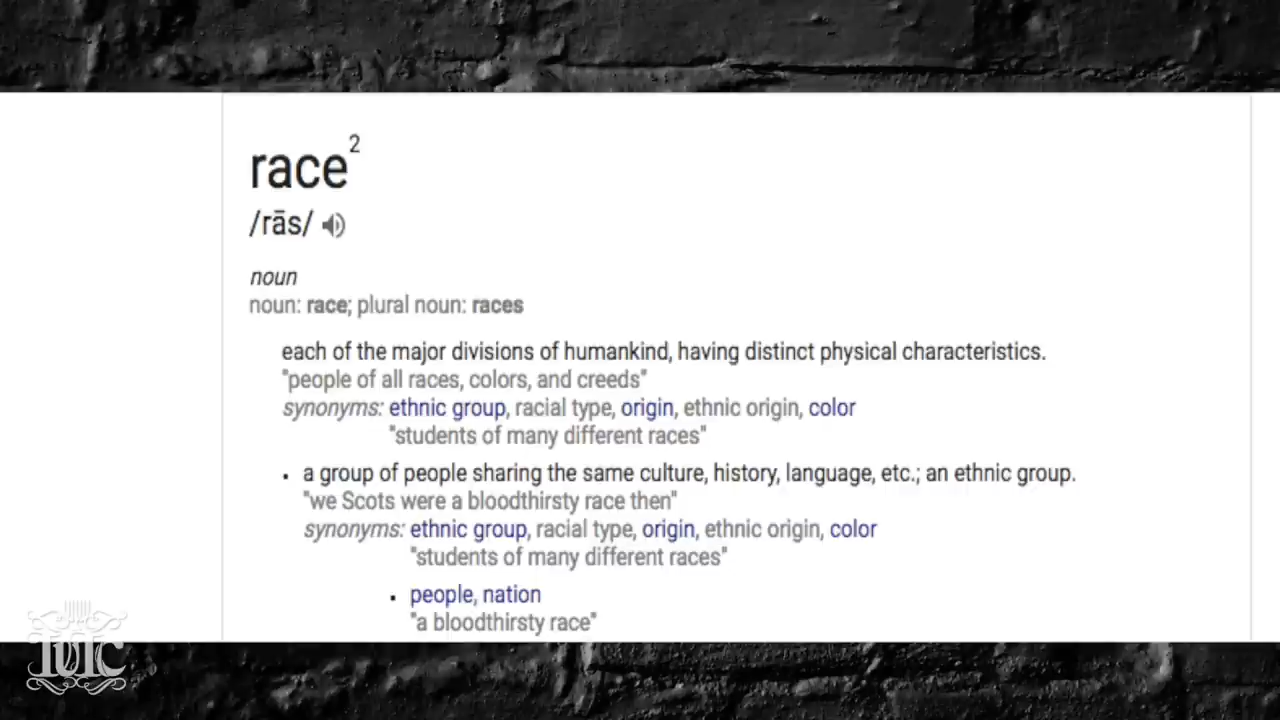 race²
/rās/
noun
noun: race; plural noun: races
each of the major divisions of humankind, having distinct physical characteristics.
"people of all races, colors, and creeds"
synonyms: ethnic group, racial type, origin, ethnic origin, color
"students of many different races"
• a group of people sharing the same culture, history, language, etc.; an ethnic group.
"we Scots were a bloodthirsty race then"
synonyms: ethnic group, racial type, origin, ethnic origin, color
"students of many different races"
• people, nation
"a bloodthirsty race"
IUIC